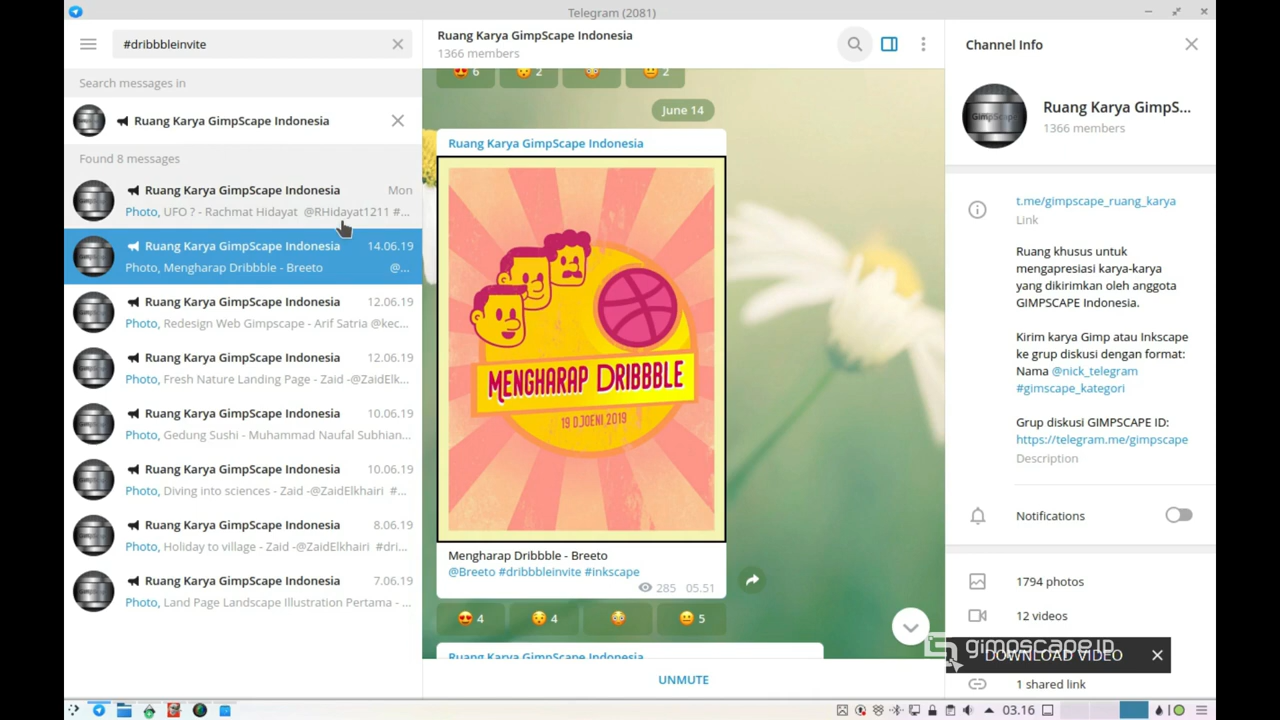 Telegram (2081)
#dribbbleinvite
Search messages in
Ruang Karya GimpScape Indonesia
Found 8 messages
Ruang Karya GimpScape Indonesia Mon
Photo, UFO ? - Rachmat Hidayat @RHidayat1211 #...
Ruang Karya GimpScape Indonesia 14.06.19
Photo, Mengharap Dribbble - Breeto @...
Ruang Karya GimpScape Indonesia 12.06.19
Photo, Redesign Web Gimpscape - Arif Satria @kec...
Ruang Karya GimpScape Indonesia 12.06.19
Photo, Fresh Nature Landing Page - Zaid -@ZaidElk...
Ruang Karya GimpScape Indonesia 10.06.19
Photo, Gedung Sushi - Muhammad Naufal Subhian...
Ruang Karya GimpScape Indonesia 10.06.19
Photo, Diving into sciences - Zaid -@ZaidElkhairi #...
Ruang Karya GimpScape Indonesia 8.06.19
Photo, Holiday to village - Zaid -@ZaidElkhairi #dri...
Ruang Karya GimpScape Indonesia 7.06.19
Photo, Land Page Landscape Illustration Pertama - ...
Ruang Karya GimpScape Indonesia
1366 members
6 2 2
June 14
Ruang Karya GimpScape Indonesia
MENGHARAP DRIBBBLE
19 DJOENI 2019
Mengharap Dribbble - Breeto
@Breeto #dribbbleinvite #inkscape
285 05.51
4 4 5
Ruang Karya GimpScape Indonesia
UNMUTE
Channel Info
GimpScape
Ruang Karya GimpS...
1366 members
t.me/gimpscape_ruang_karya
Link
Ruang khusus untuk
mengapresiasi karya-karya
yang dikirimkan oleh anggota
GIMPSCAPE Indonesia.
Kirim karya Gimp atau Inkscape
ke grup diskusi dengan format:
Nama @nick_telegram
#gimscape_kategori
Grup diskusi GIMPSCAPE ID:
https://telegram.me/gimpscape
Description
Notifications
1794 photos
12 videos
gimpscape.id
DOWNLOAD VIDEO
1 shared link
03.16